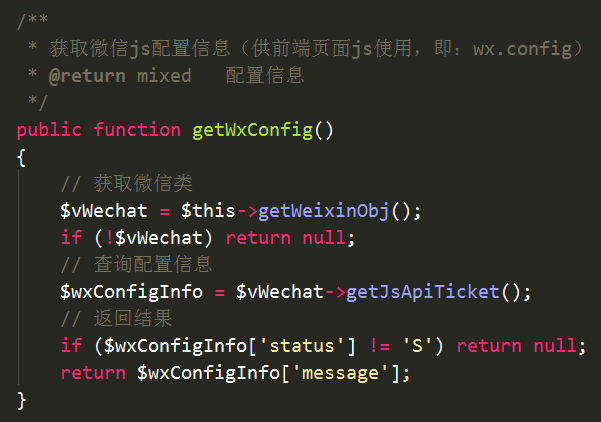 /**
 * 获取微信js配置信息（供前端页面js使用，即：wx.config）
 * @return mixed   配置信息
 */
public function getWxConfig()
{
    // 获取微信类
    $vWechat = $this->getWeixinObj();
    if (!$vWechat) return null;
    // 查询配置信息
    $wxConfigInfo = $vWechat->getJsApiTicket();
    // 返回结果
    if ($wxConfigInfo['status'] != 'S') return null;
    return $wxConfigInfo['message'];
}